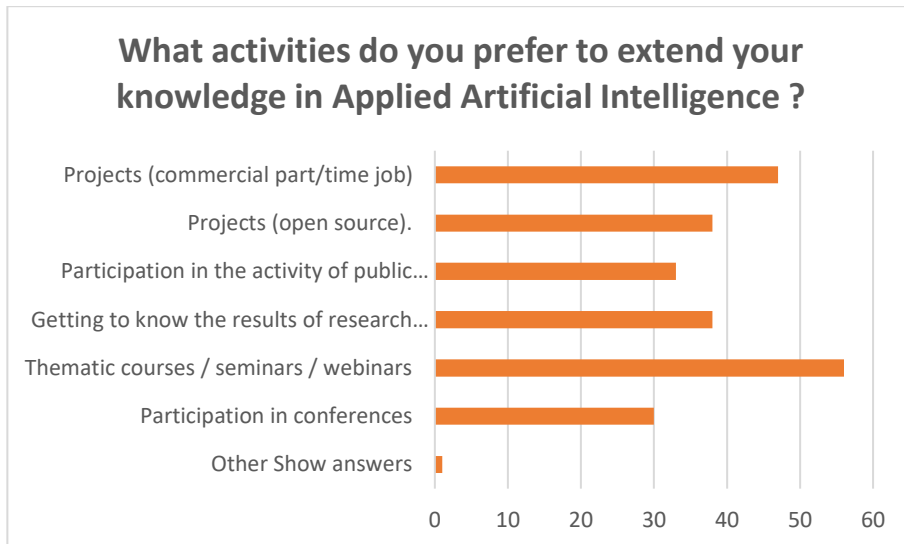 What activities do you prefer to extend your
knowledge in Applied Artificial Intelligence ?
Projects (commercial part/time job)
Projects (open source).
Participation in the activity of public...
Getting to know the results of research...
Thematic courses / seminars / webinars
Participation in conferences
Other Show answers
0 10 20 30 40 50 60